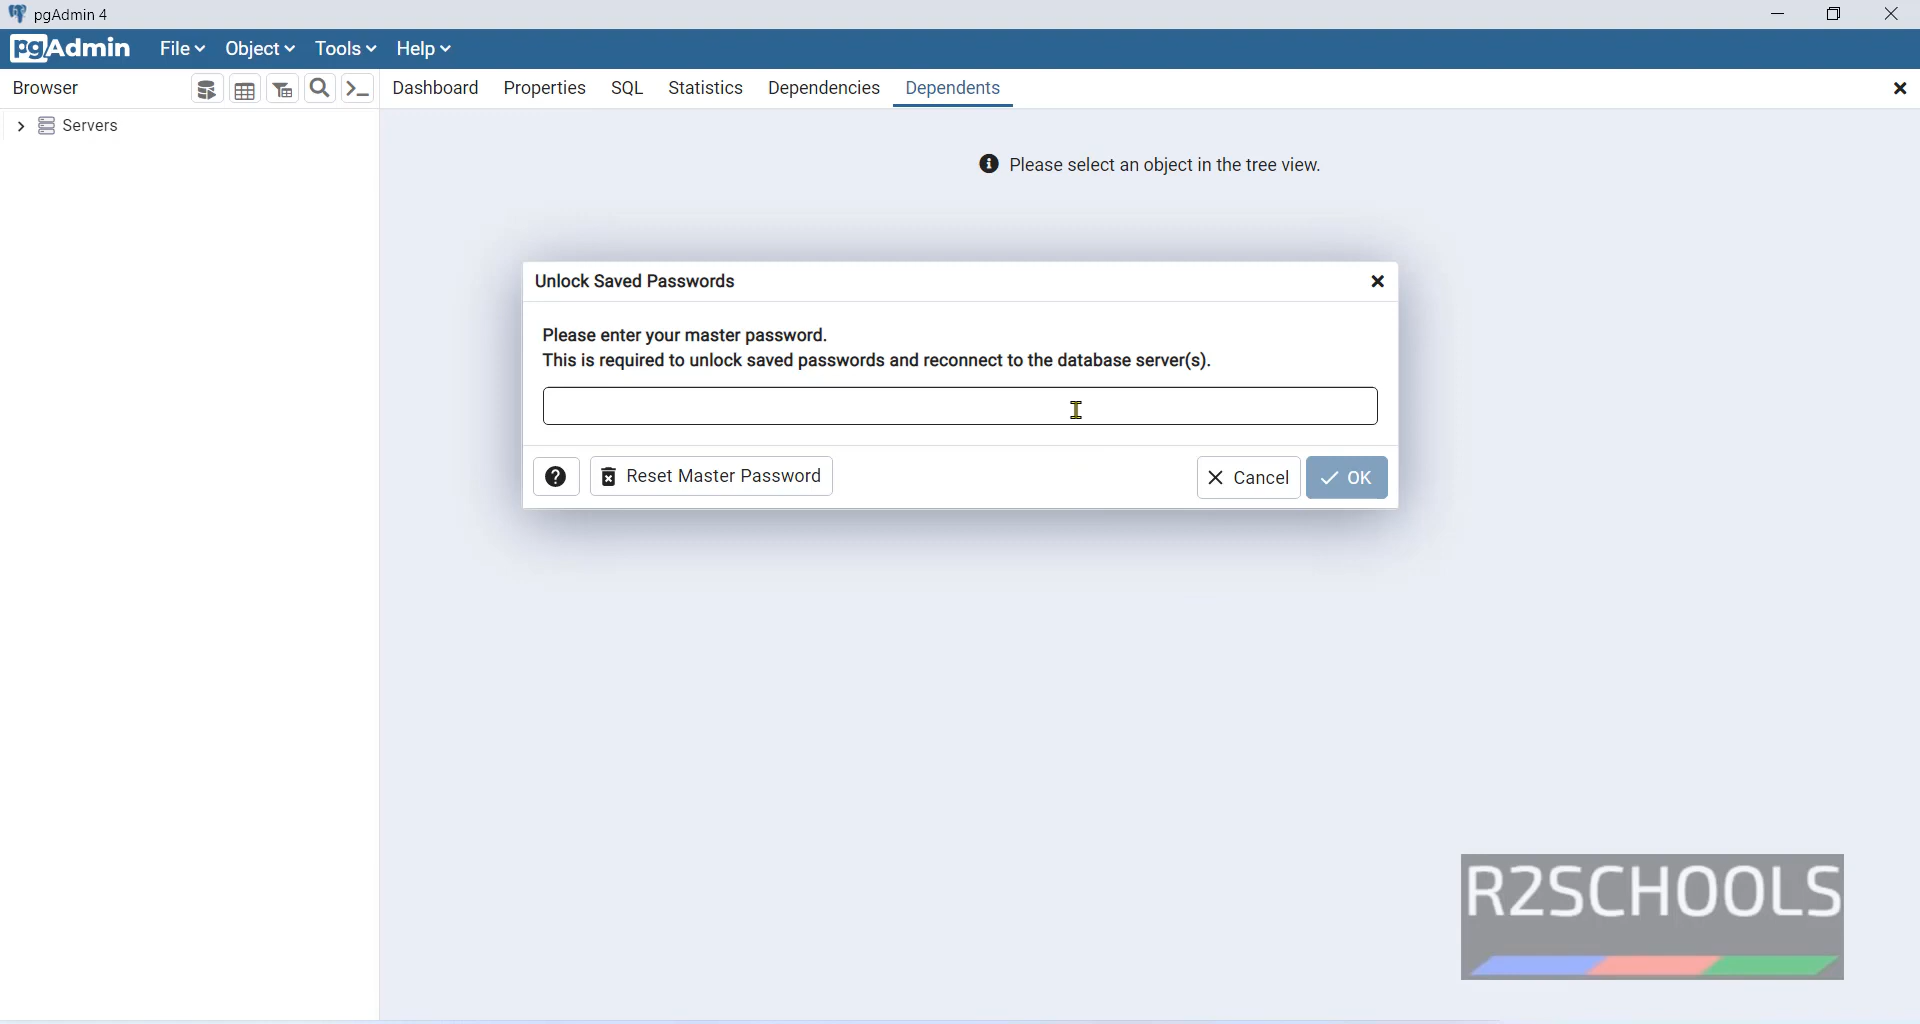 pgAdmin 4
pgAdmin File Object Tools Help
Browser Dashboard Properties SQL Statistics Dependencies Dependents
Servers
Please select an object in the tree view.
Unlock Saved Passwords
Please enter your master password.
This is required to unlock saved passwords and reconnect to the database server(s).
Reset Master Password Cancel OK
R2SCHOOLS